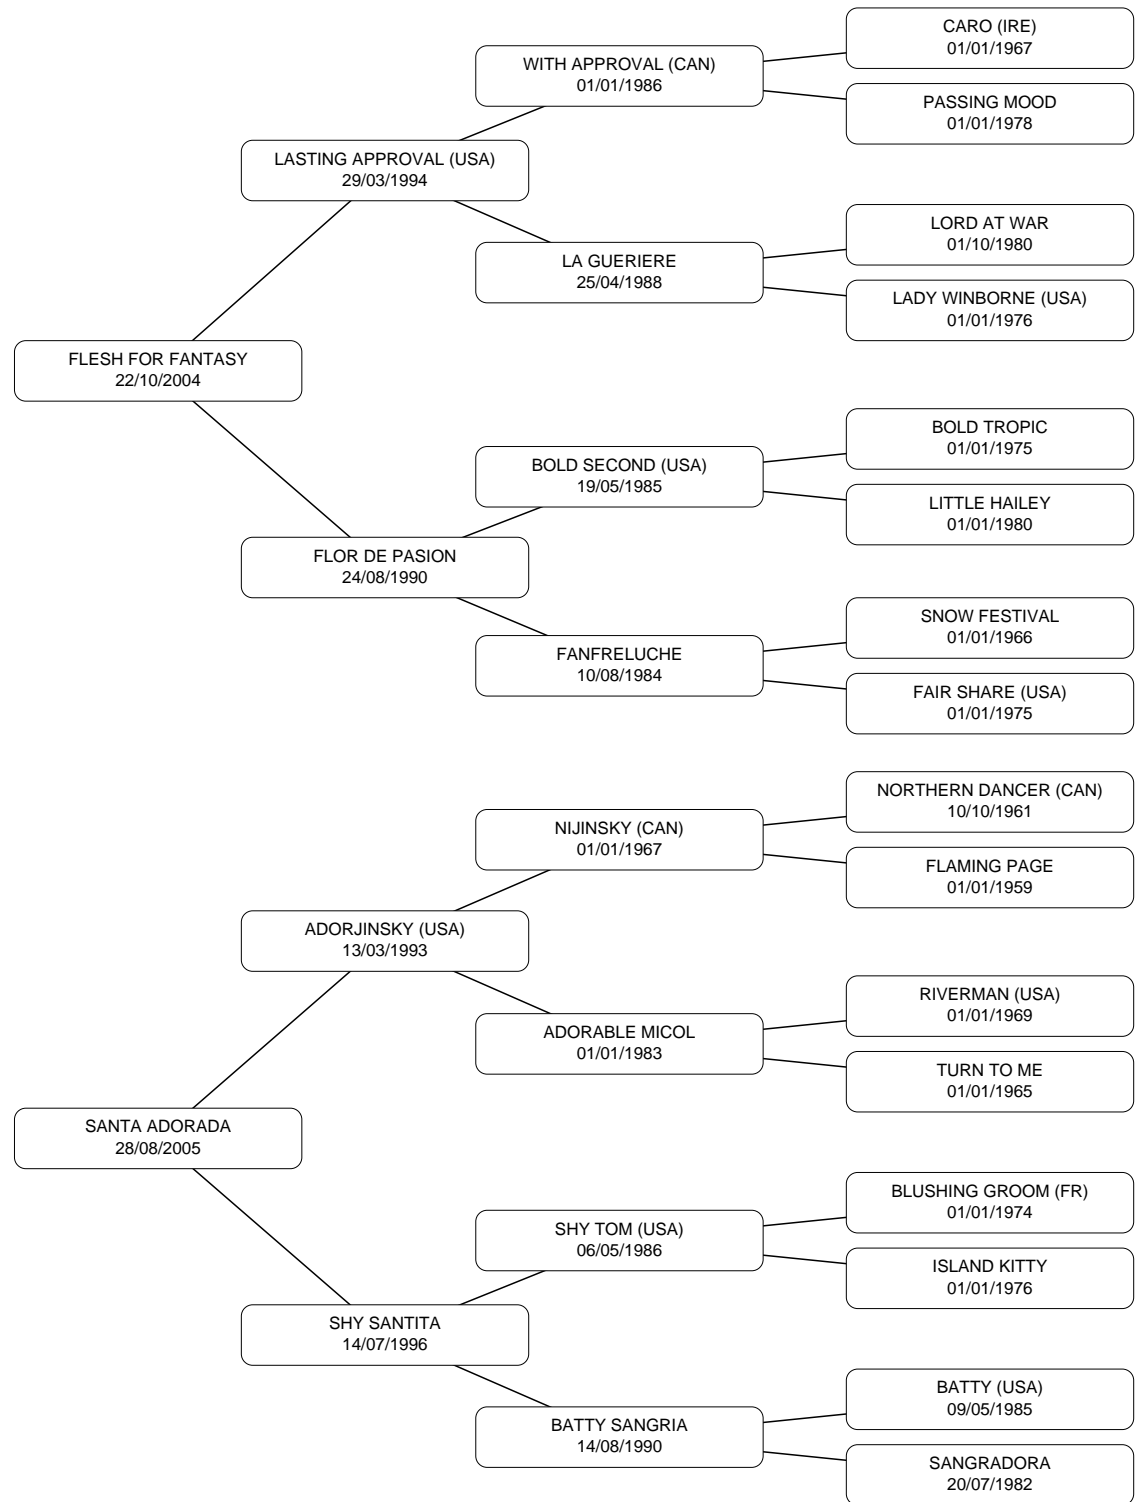 CARO (IRE)
01/01/1967
WITH APPROVAL (CAN)
01/01/1986
PASSING MOOD
01/01/1978
LASTING APPROVAL (USA)
29/03/1994
LORD AT WAR
01/10/1980
LA GUERIERE
25/04/1988
LADY WINBORNE (USA)
01/01/1976
FLESH FOR FANTASY
22/10/2004
BOLD TROPIC
01/01/1975
BOLD SECOND (USA)
19/05/1985
LITTLE HAILEY
01/01/1980
FLOR DE PASION
24/08/1990
SNOW FESTIVAL
01/01/1966
FANFRELUCHE
10/08/1984
FAIR SHARE (USA)
01/01/1975
NORTHERN DANCER (CAN)
10/10/1961
NIJINSKY (CAN)
01/01/1967
FLAMING PAGE
01/01/1959
ADORJINSKY (USA)
13/03/1993
RIVERMAN (USA)
01/01/1969
ADORABLE MICOL
01/01/1983
TURN TO ME
01/01/1965
SANTA ADORADA
28/08/2005
BLUSHING GROOM (FR)
01/01/1974
SHY TOM (USA)
06/05/1986
ISLAND KITTY
01/01/1976
SHY SANTITA
14/07/1996
BATTY (USA)
09/05/1985
BATTY SANGRIA
14/08/1990
SANGRADORA
20/07/1982